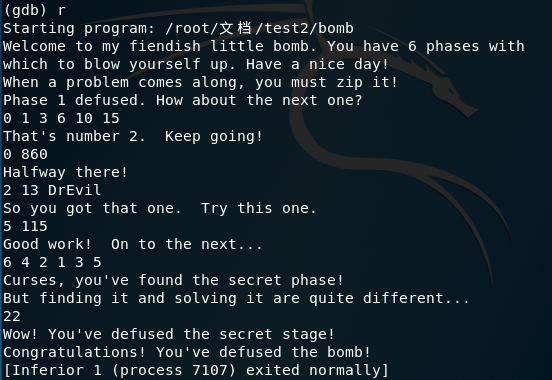 (gdb) r
Starting program: /root/文档/test2/bomb
Welcome to my fiendish little bomb. You have 6 phases with
which to blow yourself up. Have a nice day!
When a problem comes along, you must zip it!
Phase 1 defused. How about the next one?
0 1 3 6 10 15
That's number 2.  Keep going!
0 860
Halfway there!
2 13 DrEvil
So you got that one.  Try this one.
5 115
Good work!  On to the next...
6 4 2 1 3 5
Curses, you've found the secret phase!
But finding it and solving it are quite different...
22
Wow! You've defused the secret stage!
Congratulations! You've defused the bomb!
[Inferior 1 (process 7107) exited normally]